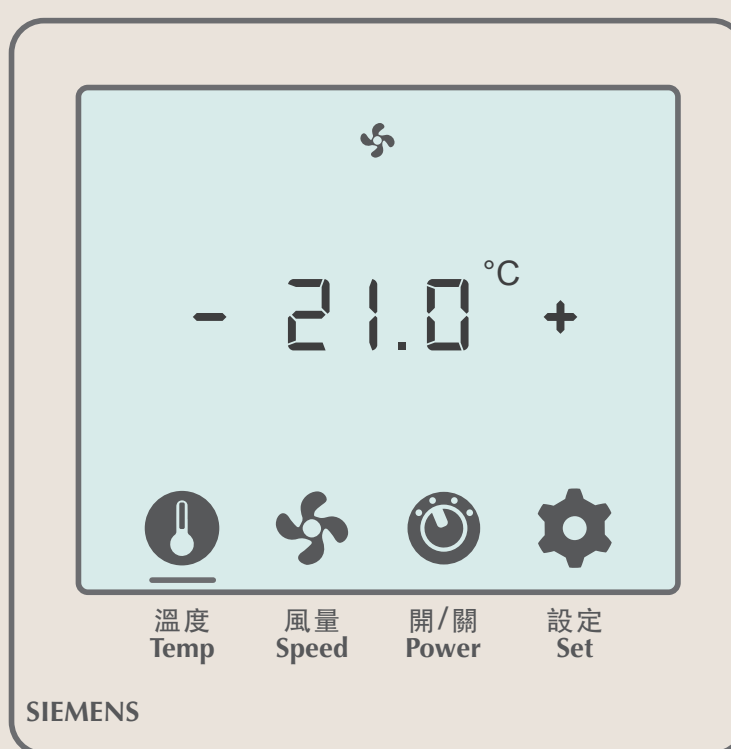 - 21.0 °C +
溫度 風量 開/關 設定
Temp Speed Power Set
SIEMENS